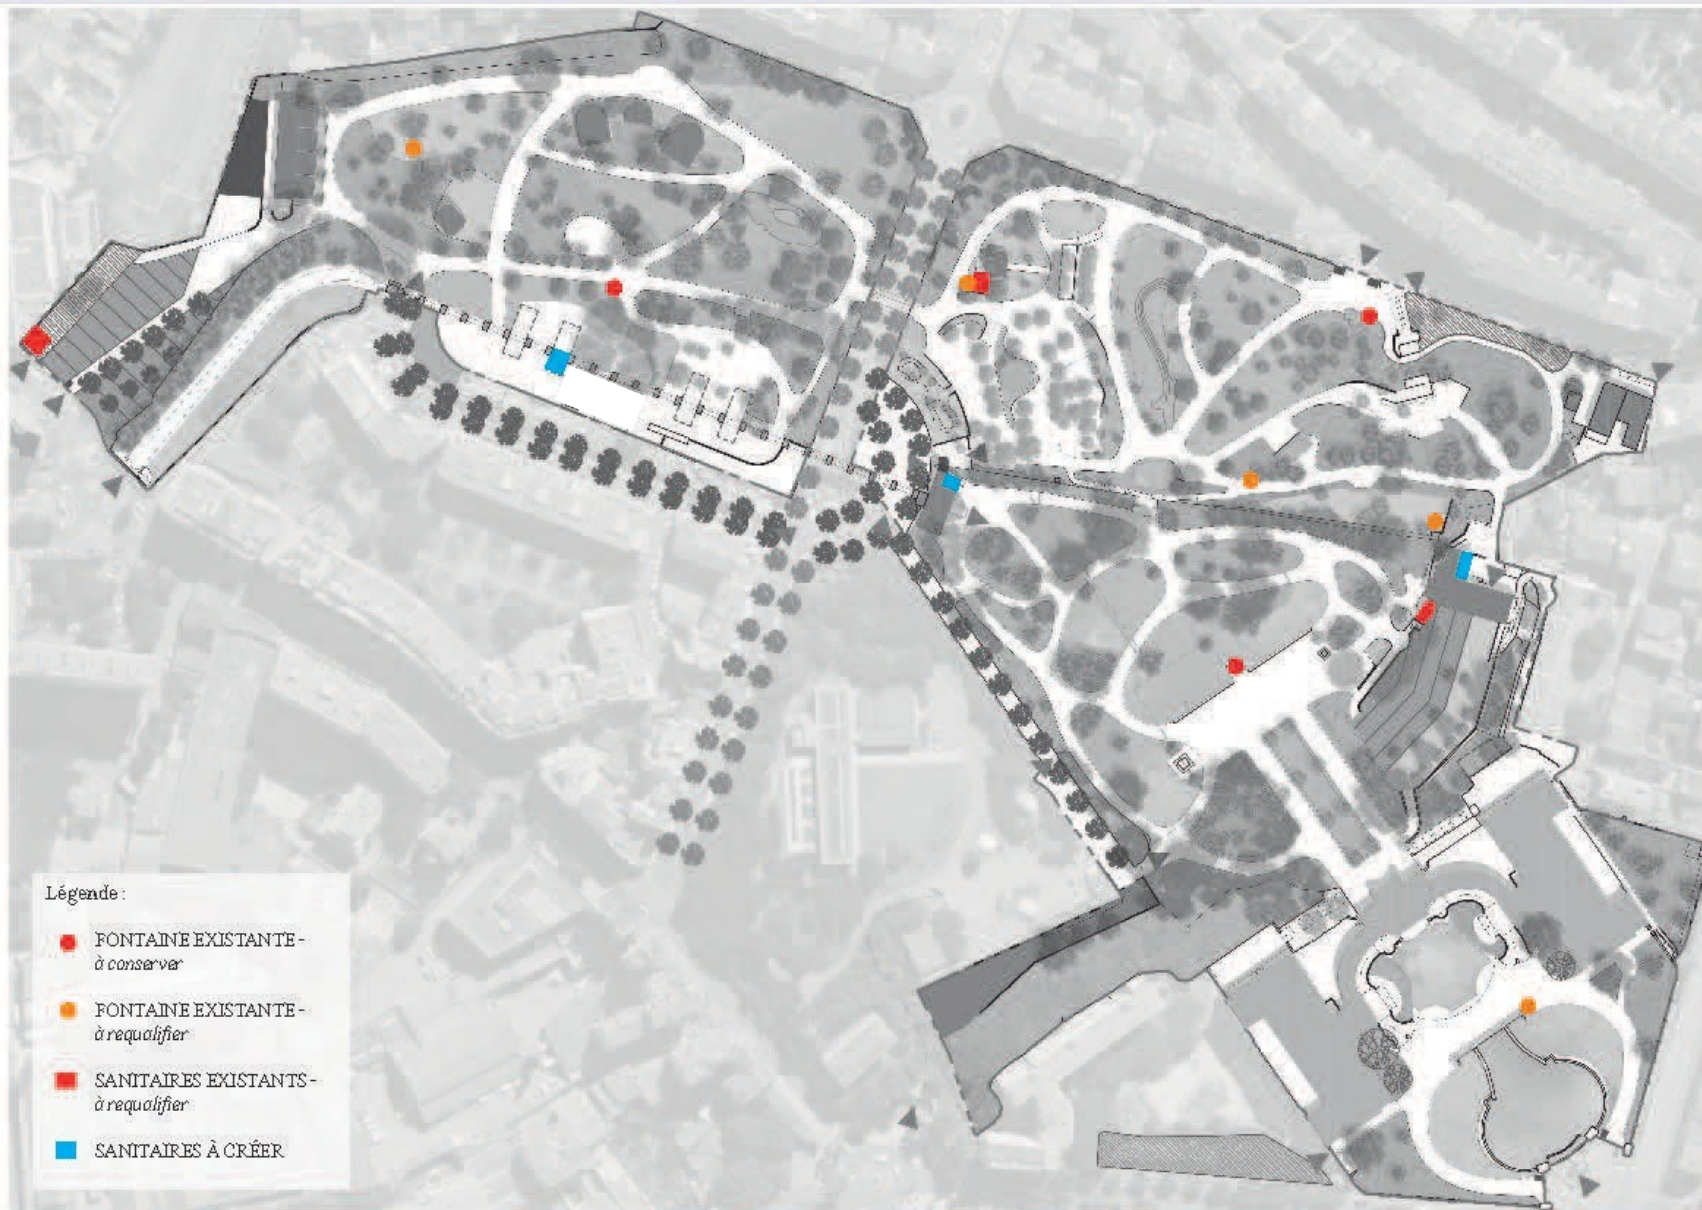 Légende :
FONTAINE EXISTANTE -
à conserver
FONTAINE EXISTANTE -
à requalifier
SANITAIRES EXISTANTS -
à requalifier
SANITAIRES À CRÉER